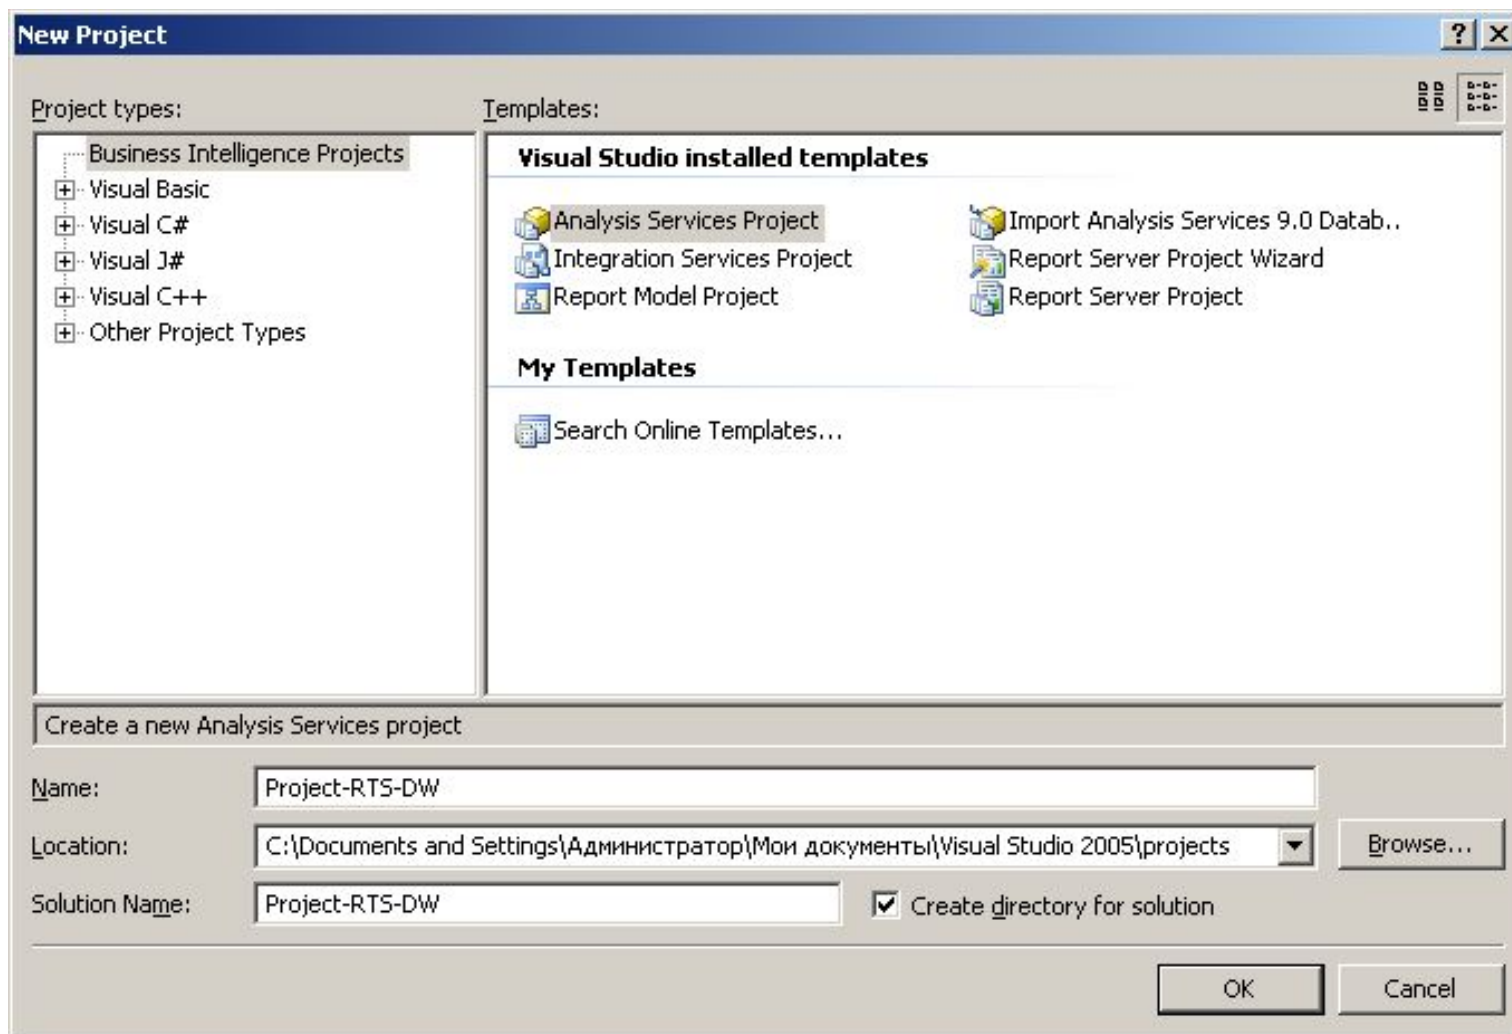 New Project
Project types:
Templates:
Business Intelligence Projects
Visual Basic
Visual C#
Visual J#
Visual C++
Other Project Types
Visual Studio installed templates
Analysis Services Project
Import Analysis Services 9.0 Datab..
Integration Services Project
Report Server Project Wizard
Report Model Project
Report Server Project
My Templates
Search Online Templates...
Create a new Analysis Services project
Name:
Project-RTS-DW
Location:
C:\Documents and Settings\Администратор\Мои документы\Visual Studio 2005\projects
Browse...
Solution Name:
Project-RTS-DW
Create directory for solution
OK
Cancel